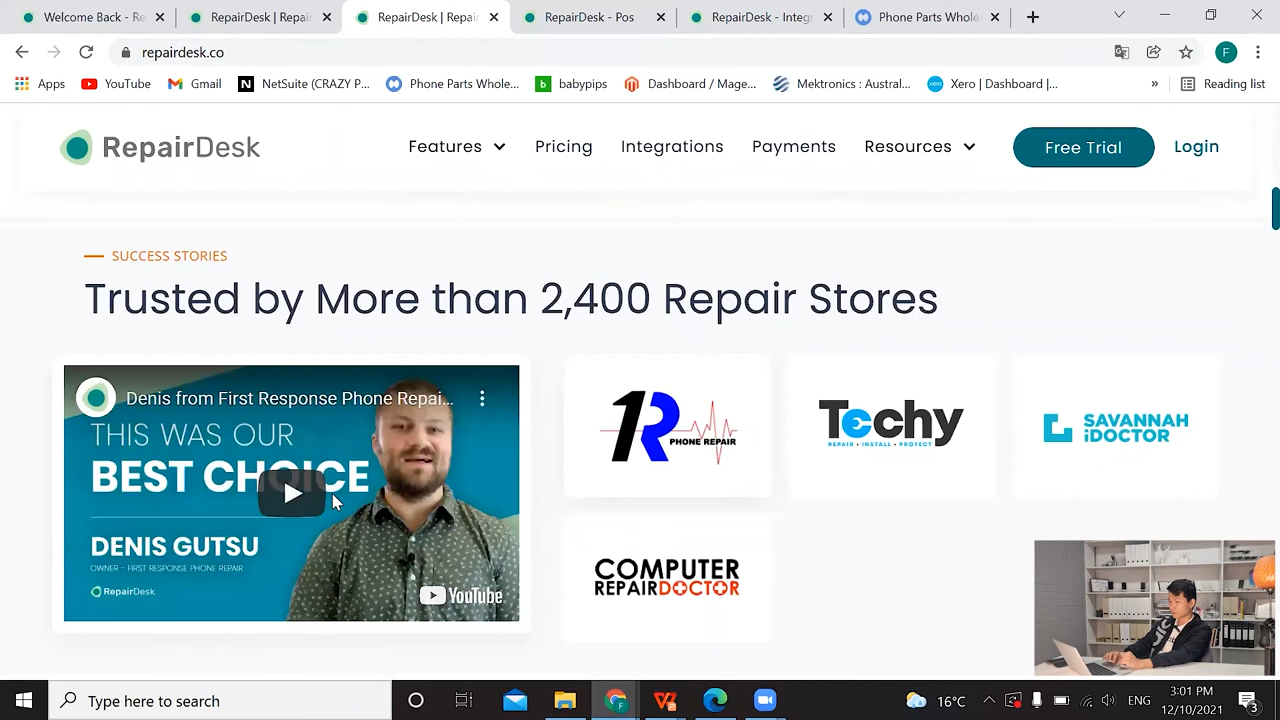 Welcome Back - Re
RepairDesk | Repair
RepairDesk | Repair
RepairDesk - Pos
RepairDesk - Integ
Phone Parts Whole
repairdesk.co
F
Apps
YouTube
Gmail
NetSuite (CRAZY P...
Phone Parts Whole...
babypips
Dashboard / Mage...
Mektronics : Austral...
Xero | Dashboard |...
»
Reading list
RepairDesk
Features
Pricing
Integrations
Payments
Resources
Free Trial
Login
SUCCESS STORIES
Trusted by More than 2,400 Repair Stores
Denis from First Response Phone Repai...
THIS WAS OUR
BEST CHOICE
DENIS GUTSU
OWNER - FIRST RESPONSE PHONE REPAIR
RepairDesk
YouTube
1R
PHONE REPAIR
Techy
REPAIR • INSTALL • PROTECT
SAVANNAH
iDOCTOR
COMPUTER
REPAIRDOCTOR
Type here to search
16°C
ENG
3:01 PM
12/10/2021
3